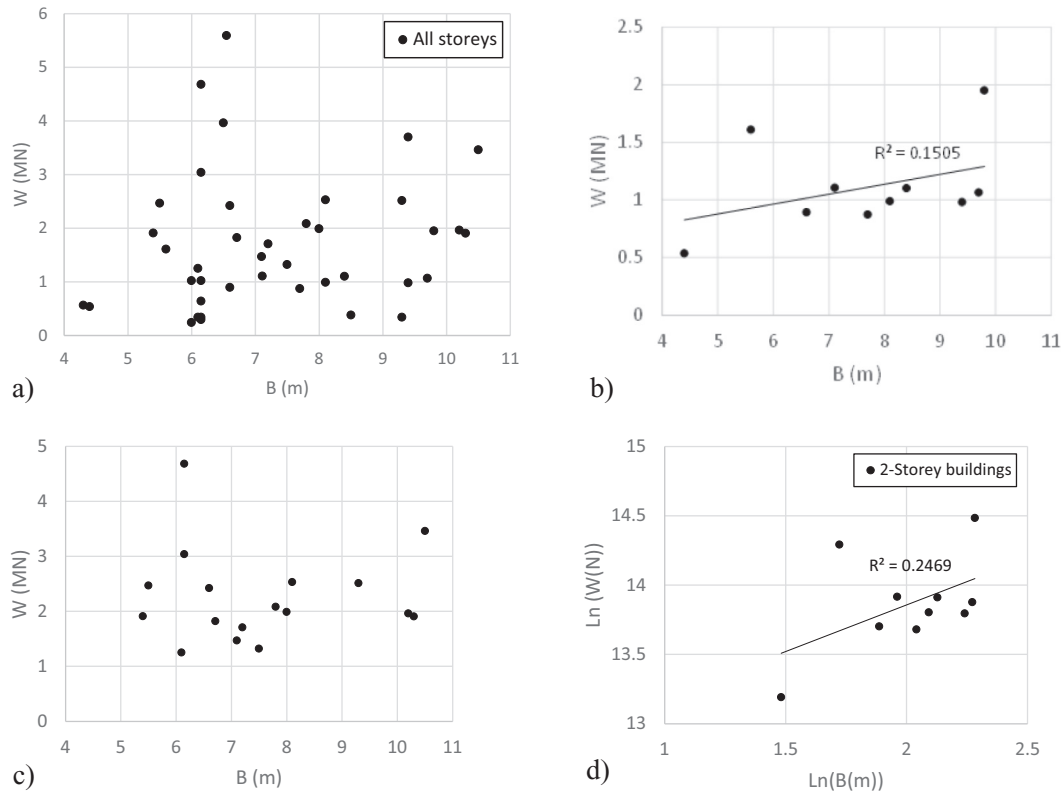 6
5
4
3
2
1
0
W (MN)
All storeys
4 5 6 7 8 9 10 11
B (m)
a)
2.5
2
1.5
1
0.5
0
W (MN)
R² = 0.1505
4 5 6 7 8 9 10 11
B (m)
b)
5
4
3
2
1
0
W (MN)
4 5 6 7 8 9 10 11
B (m)
c)
15
14.5
14
13.5
13
Ln (W(N))
2-Storey buildings
R² = 0.2469
1 1.5 2 2.5
Ln(B(m))
d)